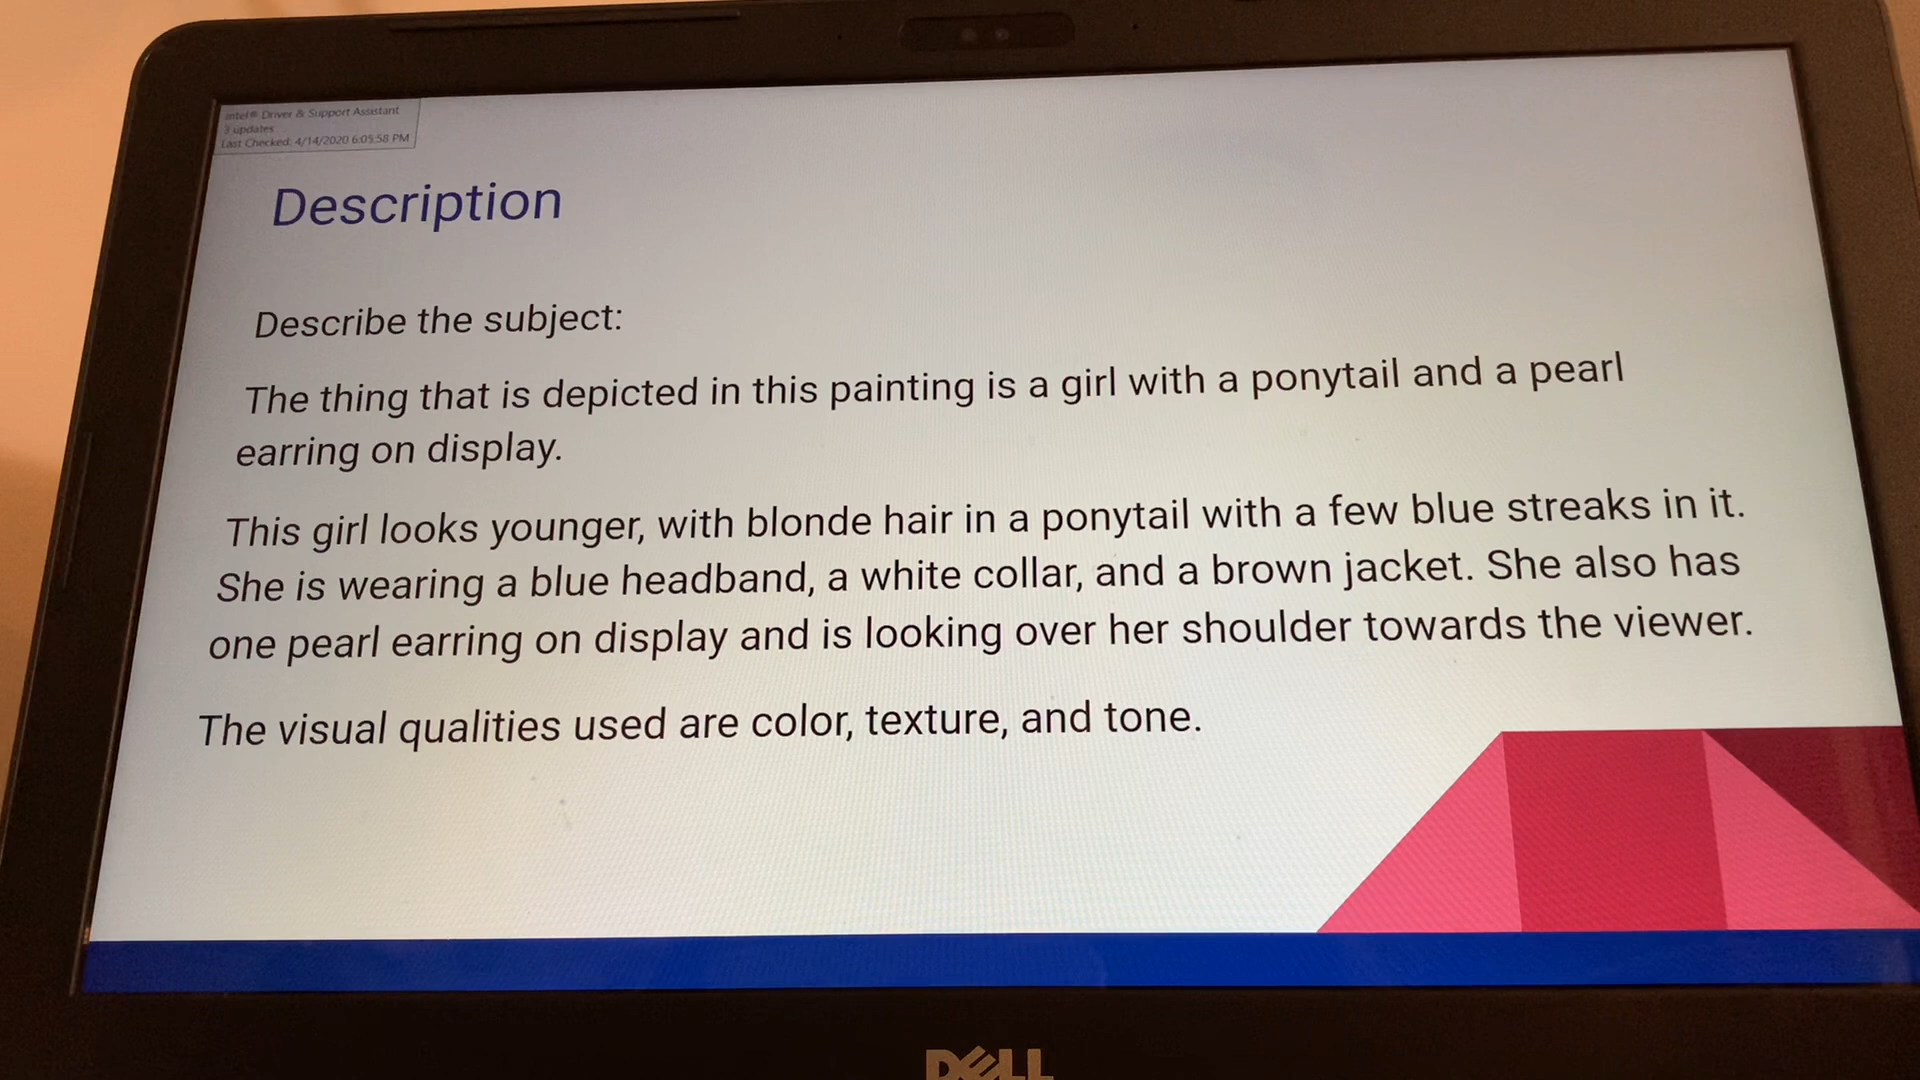 intel® Driver & Support Assistant
3 updates
Last Checked: 4/14/2020 6:05:58 PM
Description
Describe the subject:
The thing that is depicted in this painting is a girl with a ponytail and a pearl
earring on display.
This girl looks younger, with blonde hair in a ponytail with a few blue streaks in it.
She is wearing a blue headband, a white collar, and a brown jacket. She also has
one pearl earring on display and is looking over her shoulder towards the viewer.
The visual qualities used are color, texture, and tone.
DELL